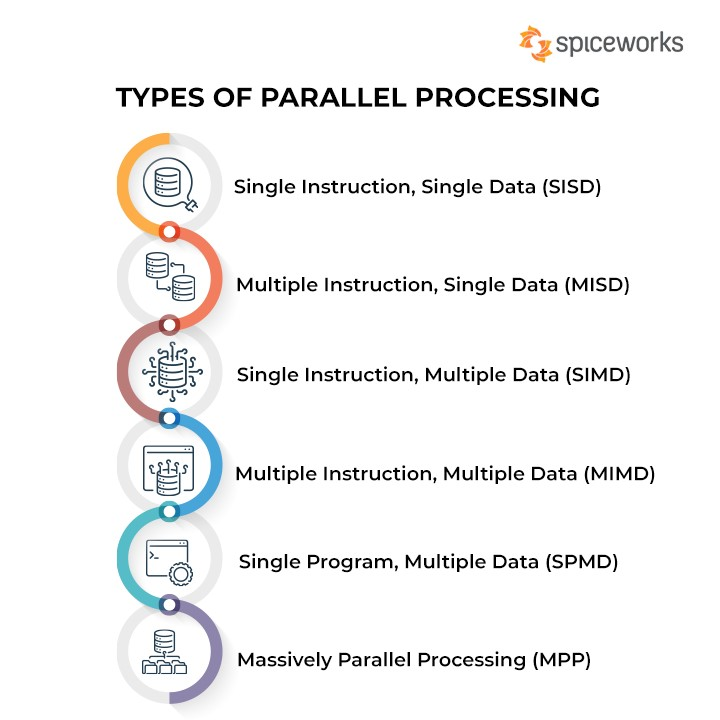 spiceworks
TYPES OF PARALLEL PROCESSING
Single Instruction, Single Data (SISD)
Multiple Instruction, Single Data (MISD)
Single Instruction, Multiple Data (SIMD)
Multiple Instruction, Multiple Data (MIMD)
Single Program, Multiple Data (SPMD)
Massively Parallel Processing (MPP)